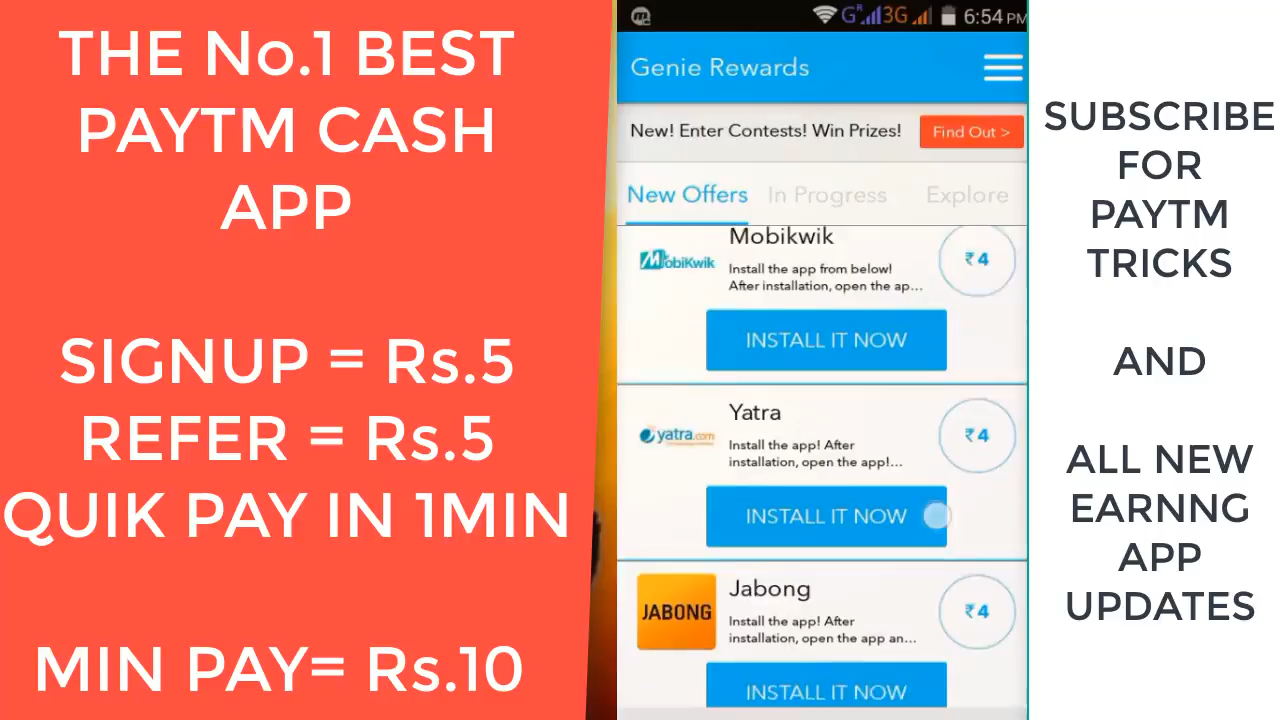 THE No.1 BEST
PAYTM CASH
APP
SIGNUP = Rs.5
REFER = Rs.5
QUIK PAY IN 1MIN
MIN PAY= Rs.10
G R 3G 6:54 PM
Genie Rewards
New! Enter Contests! Win Prizes! Find Out >
New Offers In Progress Explore
Mobikwik
MobiKwik
Install the app from below!
After installation, open the ap...
₹4
INSTALL IT NOW
Yatra
yatra.com
Install the app! After
installation, open the app!...
₹4
INSTALL IT NOW
Jabong
JABONG
Install the app! After
installation, open the app an...
₹4
INSTALL IT NOW
SUBSCRIBE
FOR
PAYTM
TRICKS
AND
ALL NEW
EARNNG
APP
UPDATES